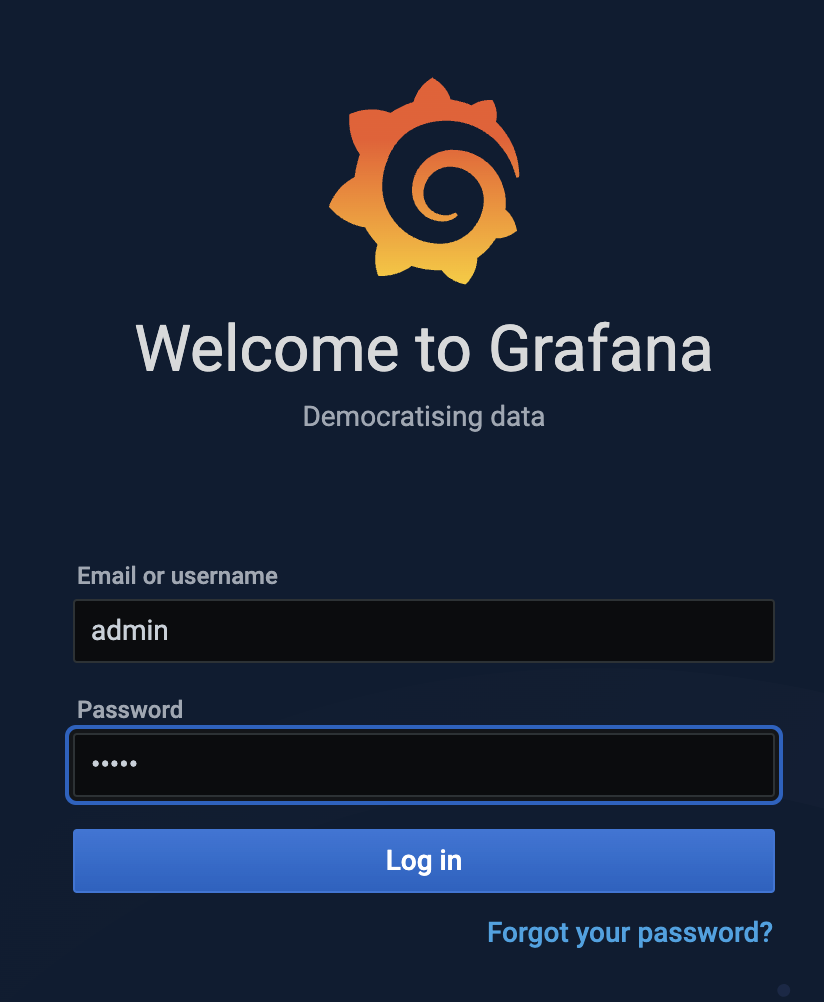 Welcome to Grafana
Democratising data
Email or username
admin
Password
•••••
Log in
Forgot your password?